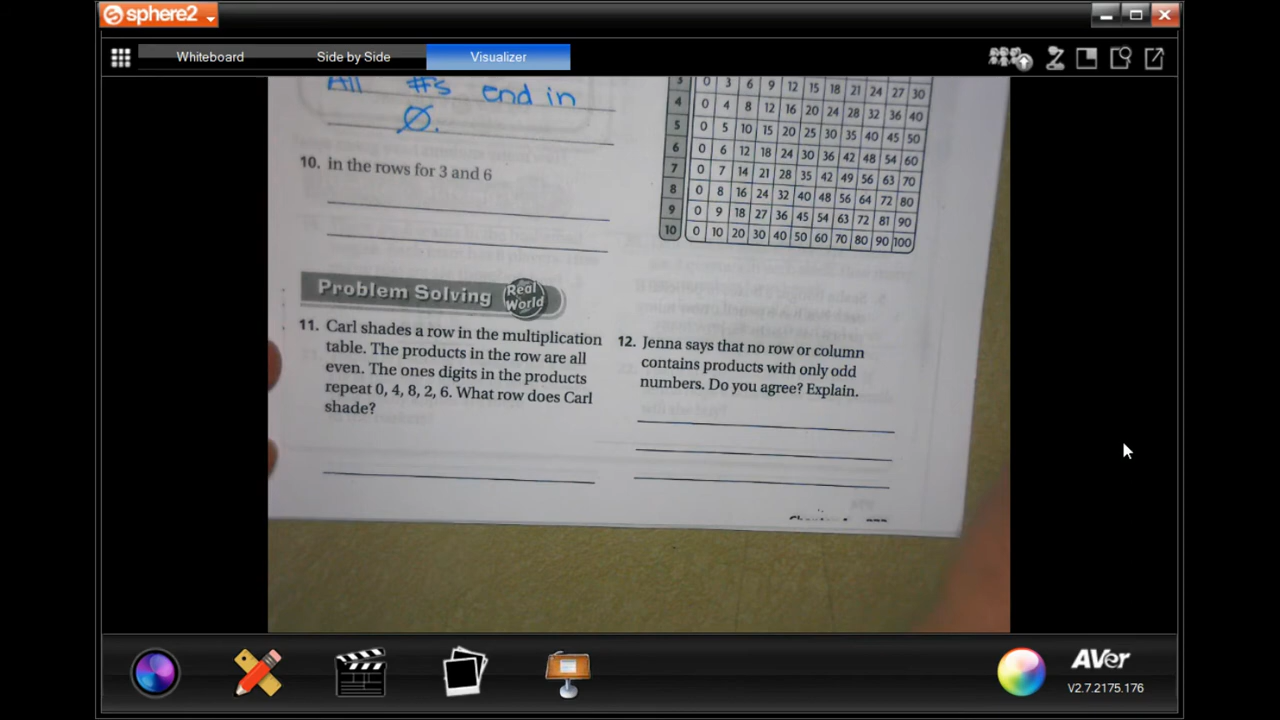 sphere2
Whiteboard Side by Side Visualizer
All #s end in
0.
10. in the rows for 3 and 6
3 0 3 6 9 12 15 18 21 24 27 30
4 0 4 8 12 16 20 24 28 32 36 40
5 0 5 10 15 20 25 30 35 40 45 50
6 0 6 12 18 24 30 36 42 48 54 60
7 0 7 14 21 28 35 42 49 56 63 70
8 0 8 16 24 32 40 48 56 64 72 80
9 0 9 18 27 36 45 54 63 72 81 90
10 0 10 20 30 40 50 60 70 80 90 100
Problem Solving Real
World
11. Carl shades a row in the multiplication
table. The products in the row are all
even. The ones digits in the products
repeat 0, 4, 8, 2, 6. What row does Carl
shade?
12. Jenna says that no row or column
contains products with only odd
numbers. Do you agree? Explain.
AVer
V2.7.2175.176